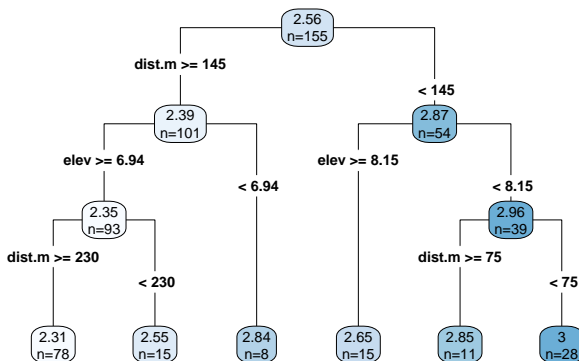 2.56
n=155
dist.m >= 145
< 145
2.39
n=101
2.87
n=54
elev >= 6.94
< 6.94
elev >= 8.15
< 8.15
2.35
n=93
2.96
n=39
dist.m >= 230
< 230
dist.m >= 75
< 75
2.31
n=78
2.55
n=15
2.84
n=8
2.65
n=15
2.85
n=11
3
n=28